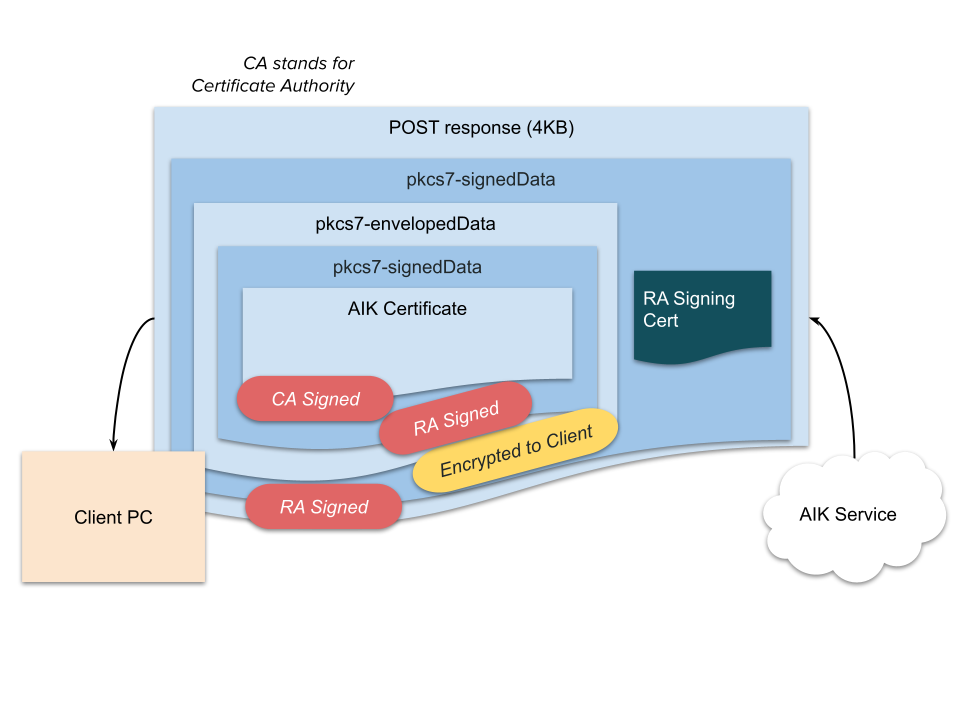 CA stands for
Certificate Authority
POST response (4KB)
pkcs7-signedData
pkcs7-envelopedData
pkcs7-signedData
AIK Certificate
RA Signing
Cert
CA Signed
RA Signed
Encrypted to Client
RA Signed
Client PC
AIK Service